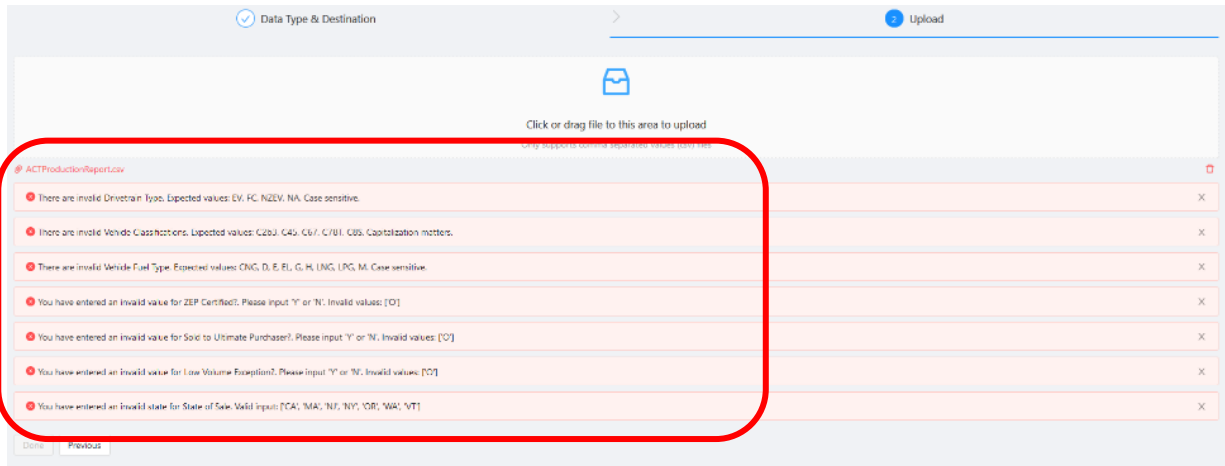 Data Type & Destination
2 Upload
Click or drag file to this area to upload
Only supports comma separated values (csv) files
ACTProductionReport.csv
There are invalid Drivetrain Type. Expected values: EV, FC, NZEV, NA. Case sensitive.
There are invalid Vehicle Classifications. Expected values: C2b3, C45, C67, C78T, C8S. Capitalization matters.
There are invalid Vehicle Fuel Type. Expected values: CNG, D, E, EL, G, H, LNG, LPG, M. Case sensitive.
You have entered an invalid value for ZEP Certified?. Please input 'Y' or 'N'. Invalid values: ['O']
You have entered an invalid value for Sold to Ultimate Purchaser?. Please input 'Y' or 'N'. Invalid values: ['O']
You have entered an invalid value for Low Volume Exception?. Please input 'Y' or 'N'. Invalid values: ['O']
You have entered an invalid state for State of Sale. Valid input: ['CA', 'MA', 'NJ', 'NY', 'OR', 'WA', 'VT']
Done Previous